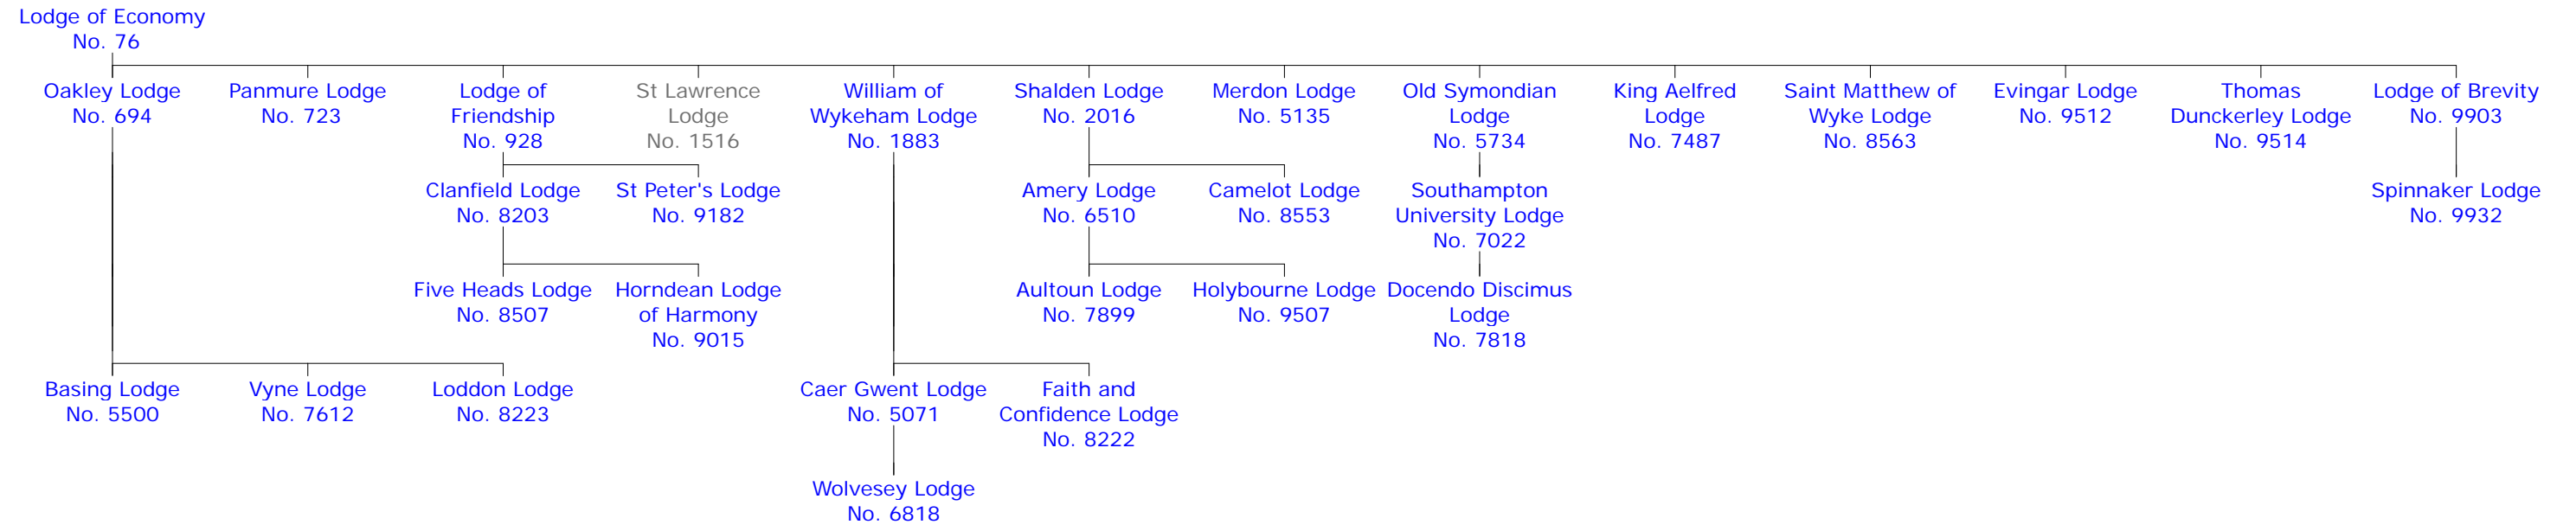 Lodge of Economy
No. 76
Oakley Lodge
No. 694
Panmure Lodge
No. 723
Lodge of
Friendship
No. 928
St Lawrence
Lodge
No. 1516
William of
Wykeham Lodge
No. 1883
Shalden Lodge
No. 2016
Merdon Lodge
No. 5135
Old Symondian
Lodge
No. 5734
King Aelfred
Lodge
No. 7487
Saint Matthew of
Wyke Lodge
No. 8563
Evingar Lodge
No. 9512
Thomas
Dunckerley Lodge
No. 9514
Lodge of Brevity
No. 9903
Clanfield Lodge
No. 8203
St Peter's Lodge
No. 9182
Amery Lodge
No. 6510
Camelot Lodge
No. 8553
Southampton
University Lodge
No. 7022
Spinnaker Lodge
No. 9932
Five Heads Lodge
No. 8507
Horndean Lodge
of Harmony
No. 9015
Aultoun Lodge
No. 7899
Holybourne Lodge
No. 9507
Docendo Discimus
Lodge
No. 7818
Basing Lodge
No. 5500
Vyne Lodge
No. 7612
Loddon Lodge
No. 8223
Caer Gwent Lodge
No. 5071
Faith and
Confidence Lodge
No. 8222
Wolvesey Lodge
No. 6818